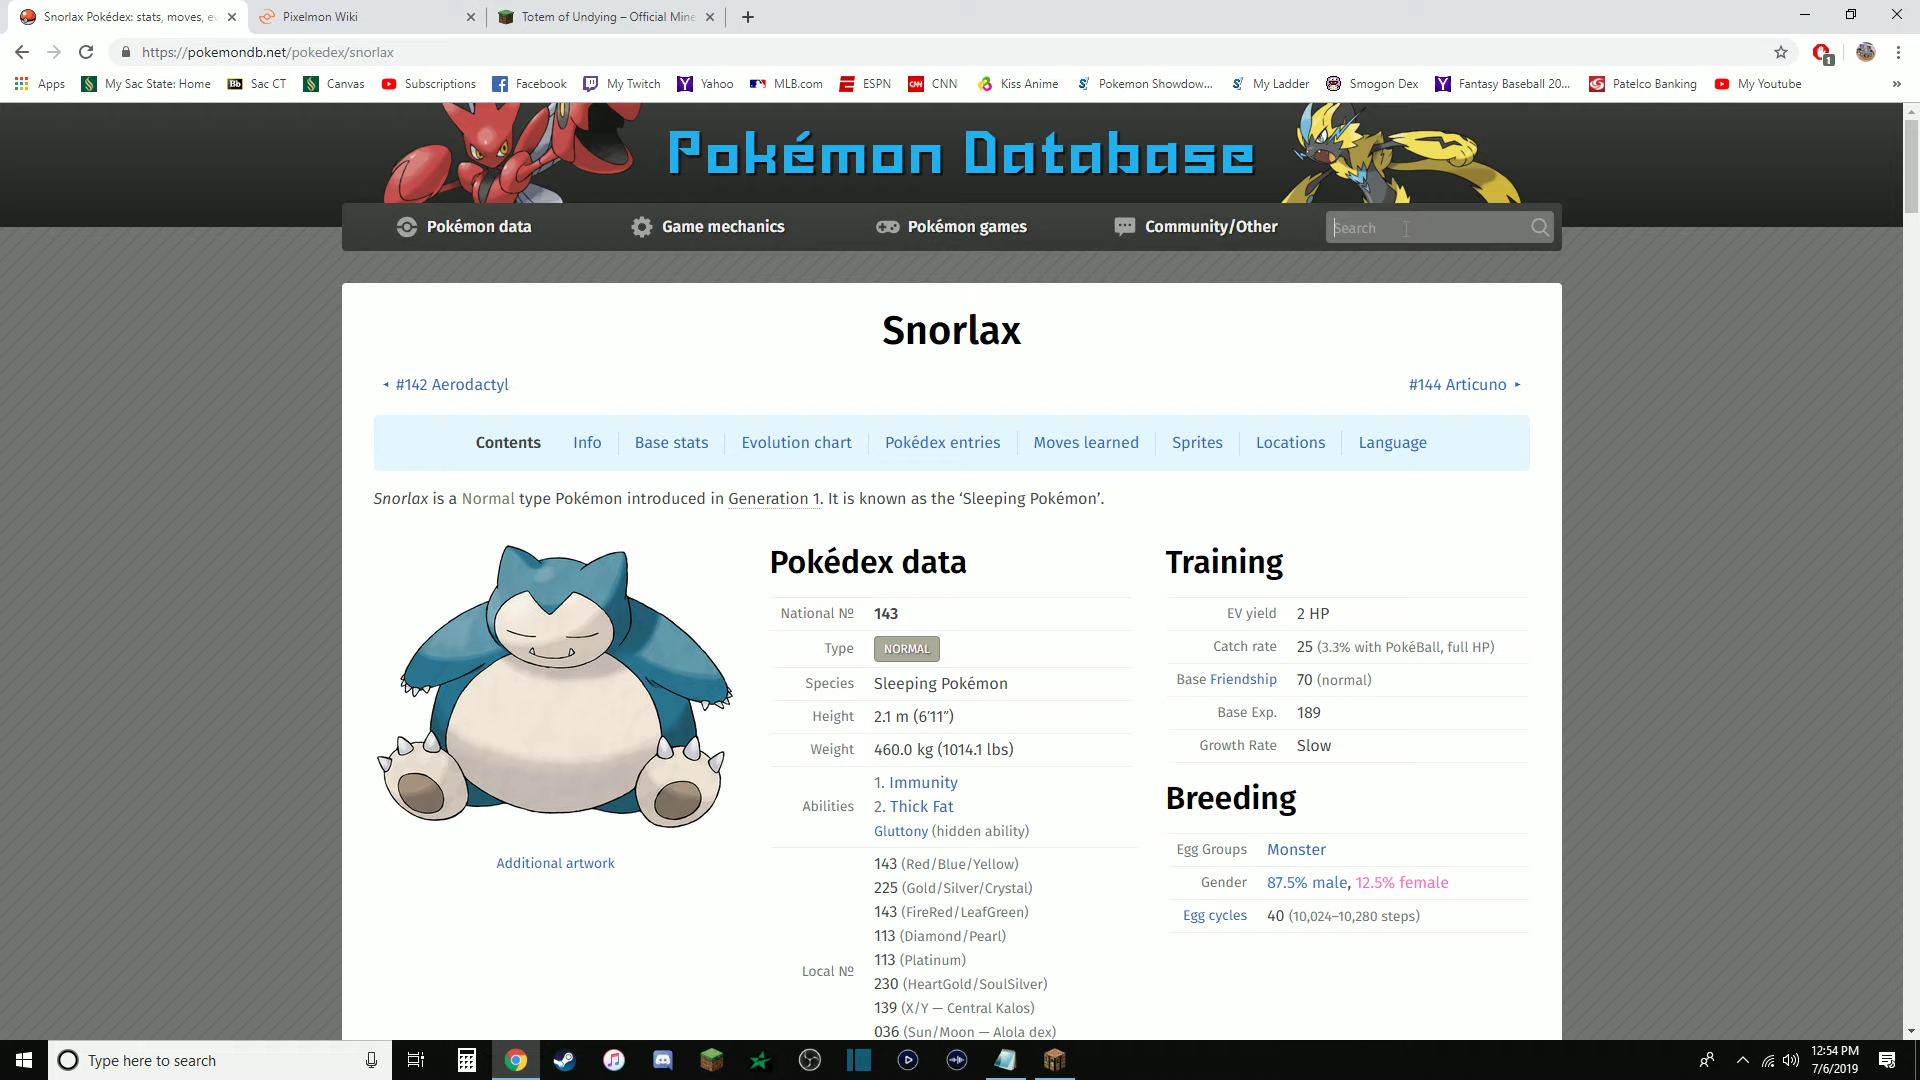 Snorlax Pokédex: stats, moves, ev
Pixelmon Wiki
Totem of Undying – Official Mine
https://pokemondb.net/pokedex/snorlax
1
Apps
My Sac State: Home
Bb Sac CT
Canvas
Subscriptions
Facebook
My Twitch
Yahoo
MLB.com
ESPN
CNN
Kiss Anime
Pokemon Showdow...
My Ladder
Smogon Dex
Fantasy Baseball 20...
Patelco Banking
My Youtube
»
Pokémon Database
Pokémon data
Game mechanics
Pokémon games
Community/Other
Search
Snorlax
#142 Aerodactyl
#144 Articuno
Contents Info Base stats Evolution chart Pokédex entries Moves learned Sprites Locations Language
Snorlax is a Normal type Pokémon introduced in Generation 1. It is known as the ‘Sleeping Pokémon’.
Additional artwork
Pokédex data
National № 143
Type NORMAL
Species Sleeping Pokémon
Height 2.1 m (6′11″)
Weight 460.0 kg (1014.1 lbs)
Abilities
1. Immunity
2. Thick Fat
Gluttony (hidden ability)
Local №
143 (Red/Blue/Yellow)
225 (Gold/Silver/Crystal)
143 (FireRed/LeafGreen)
113 (Diamond/Pearl)
113 (Platinum)
230 (HeartGold/SoulSilver)
139 (X/Y — Central Kalos)
036 (Sun/Moon — Alola dex)
Training
EV yield 2 HP
Catch rate 25 (3.3% with PokéBall, full HP)
Base Friendship 70 (normal)
Base Exp. 189
Growth Rate Slow
Breeding
Egg Groups Monster
Gender 87.5% male, 12.5% female
Egg cycles 40 (10,024–10,280 steps)
Type here to search
12:54 PM
7/6/2019